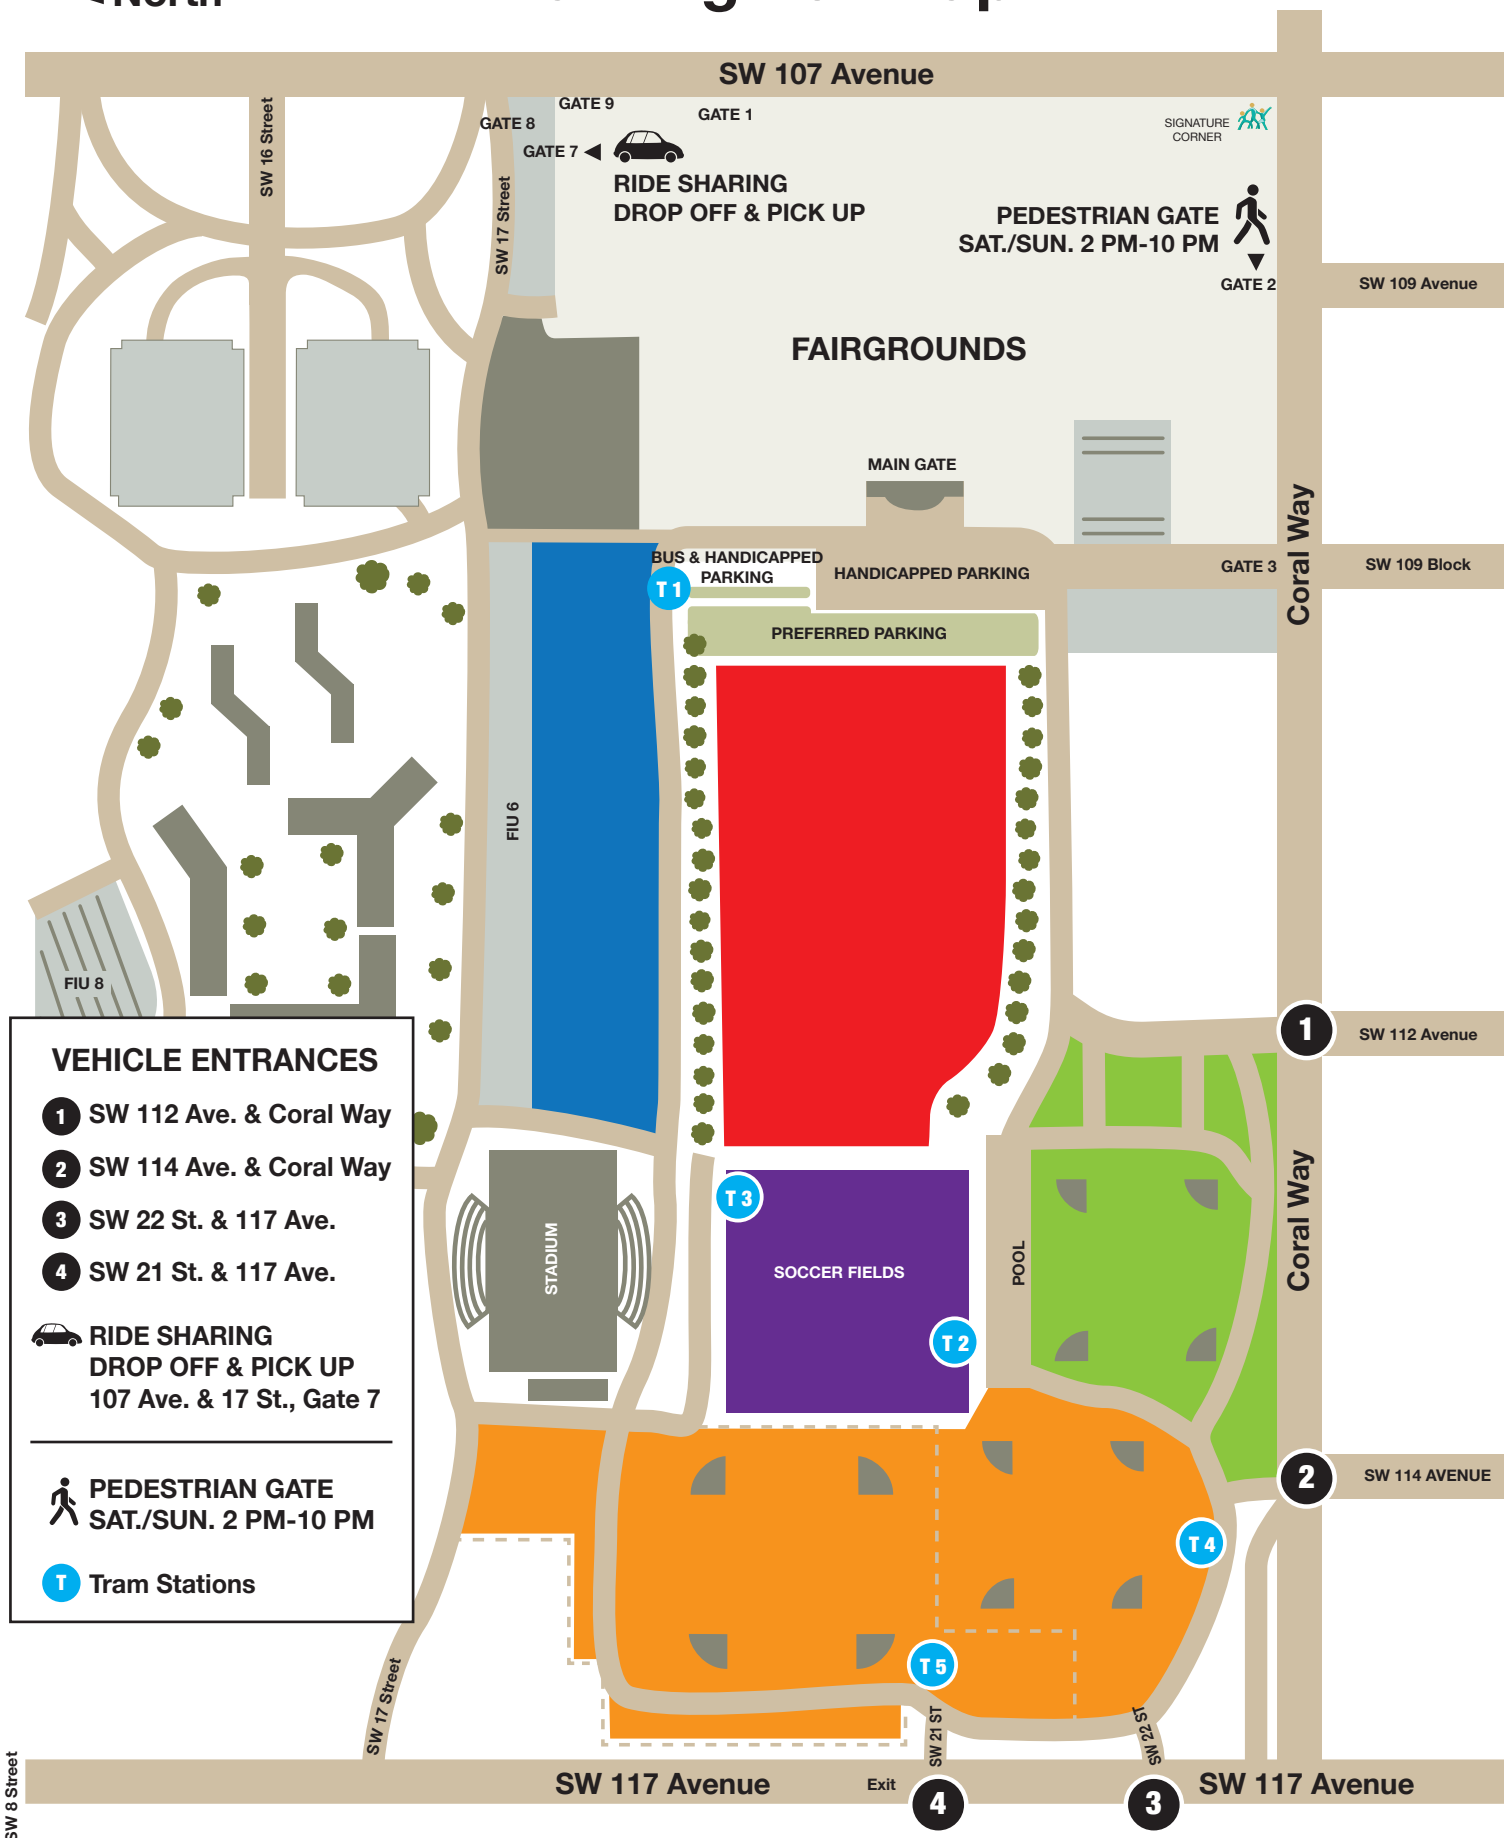 North
SW 107 Avenue
GATE 9
GATE 1
GATE 8
GATE 7
SIGNATURE
CORNER
SW 16 Street
SW 17 Street
RIDE SHARING
DROP OFF & PICK UP
PEDESTRIAN GATE
SAT./SUN. 2 PM-10 PM
GATE 2
SW 109 Avenue
FAIRGROUNDS
MAIN GATE
Coral Way
BUS & HANDICAPPED
PARKING
HANDICAPPED PARKING
GATE 3
SW 109 Block
T 1
PREFERRED PARKING
FIU 6
FIU 8
1
SW 112 Avenue
VEHICLE ENTRANCES
1 SW 112 Ave. & Coral Way
2 SW 114 Ave. & Coral Way
3 SW 22 St. & 117 Ave.
4 SW 21 St. & 117 Ave.
RIDE SHARING
DROP OFF & PICK UP
107 Ave. & 17 St., Gate 7
PEDESTRIAN GATE
SAT./SUN. 2 PM-10 PM
T Tram Stations
T 3
STADIUM
SOCCER FIELDS
POOL
Coral Way
T 2
2
SW 114 AVENUE
T 4
T 5
SW 17 Street
SW 21 ST
SW 22 ST
SW 8 Street
SW 117 Avenue
Exit
4
3
SW 117 Avenue